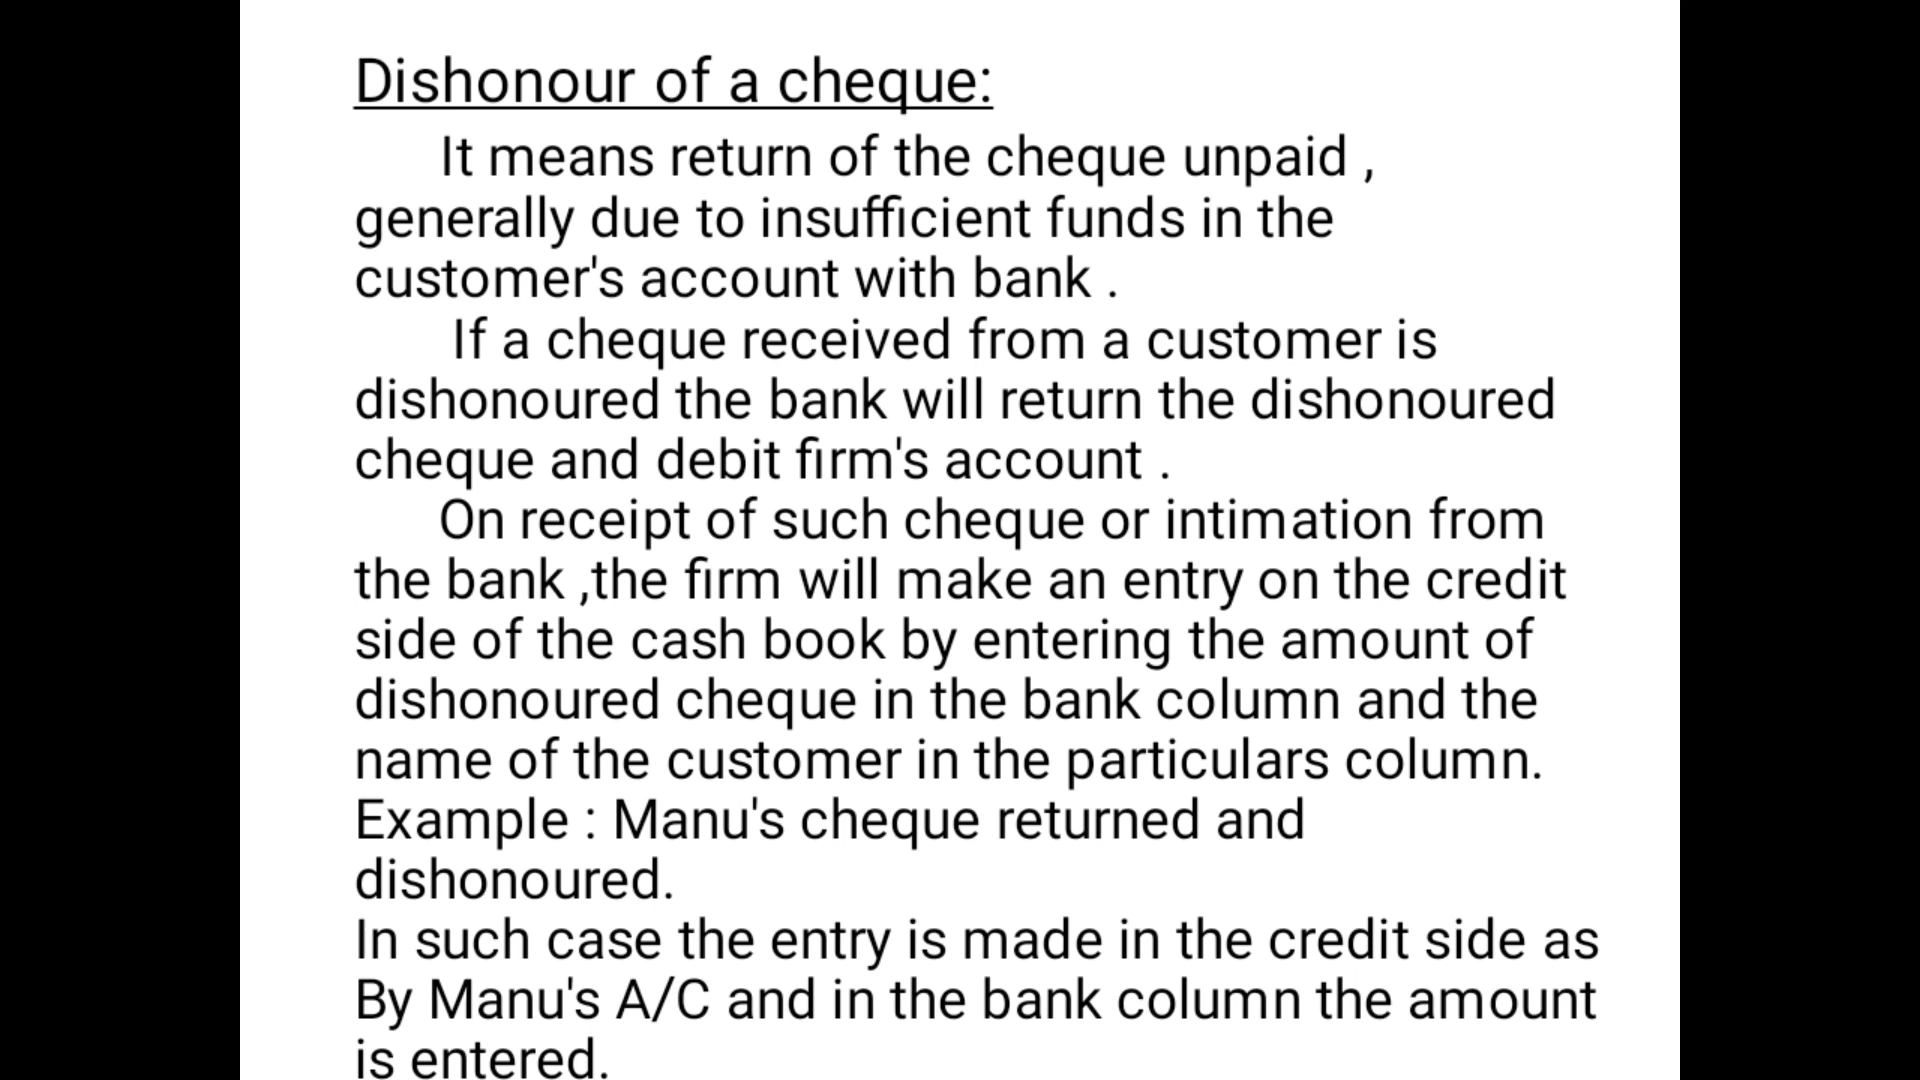 Dishonour of a cheque:
It means return of the cheque unpaid ,
generally due to insufficient funds in the
customer's account with bank .
If a cheque received from a customer is
dishonoured the bank will return the dishonoured
cheque and debit firm's account .
On receipt of such cheque or intimation from
the bank ,the firm will make an entry on the credit
side of the cash book by entering the amount of
dishonoured cheque in the bank column and the
name of the customer in the particulars column.
Example : Manu's cheque returned and
dishonoured.
In such case the entry is made in the credit side as
By Manu's A/C and in the bank column the amount
is entered.